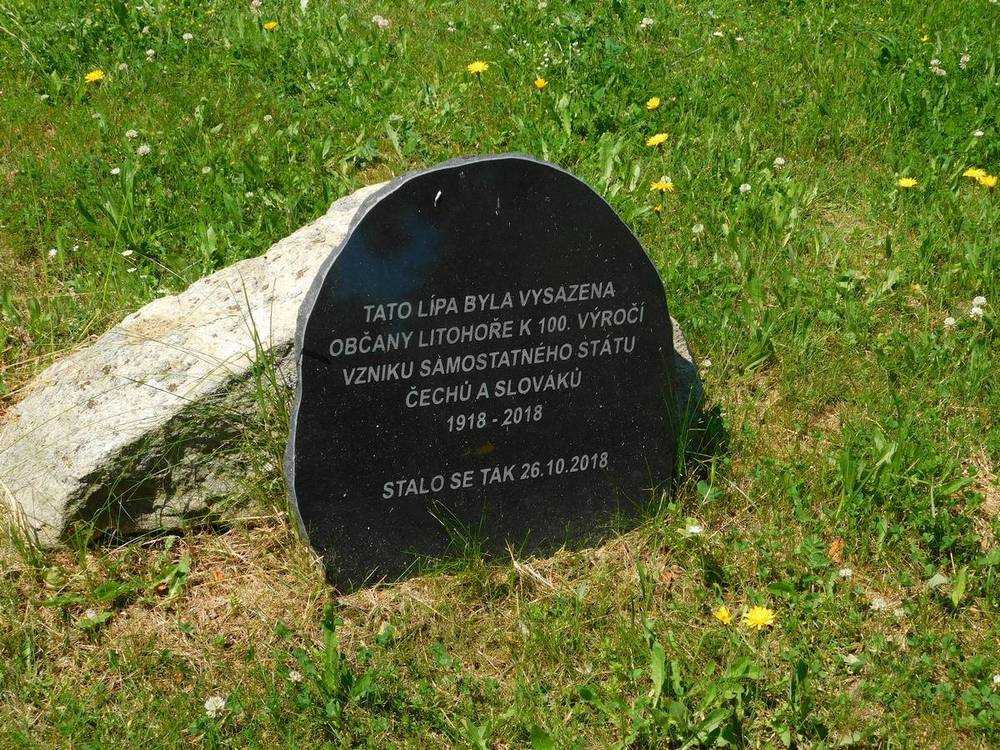 TATO LÍPA BYLA VYSAZENA
OBČANY LITOHOŘE K 100. VÝROČÍ
VZNIKU SAMOSTATNÉHO STÁTU
ČECHŮ A SLOVÁKŮ
1918 - 2018
STALO SE TAK 26.10.2018